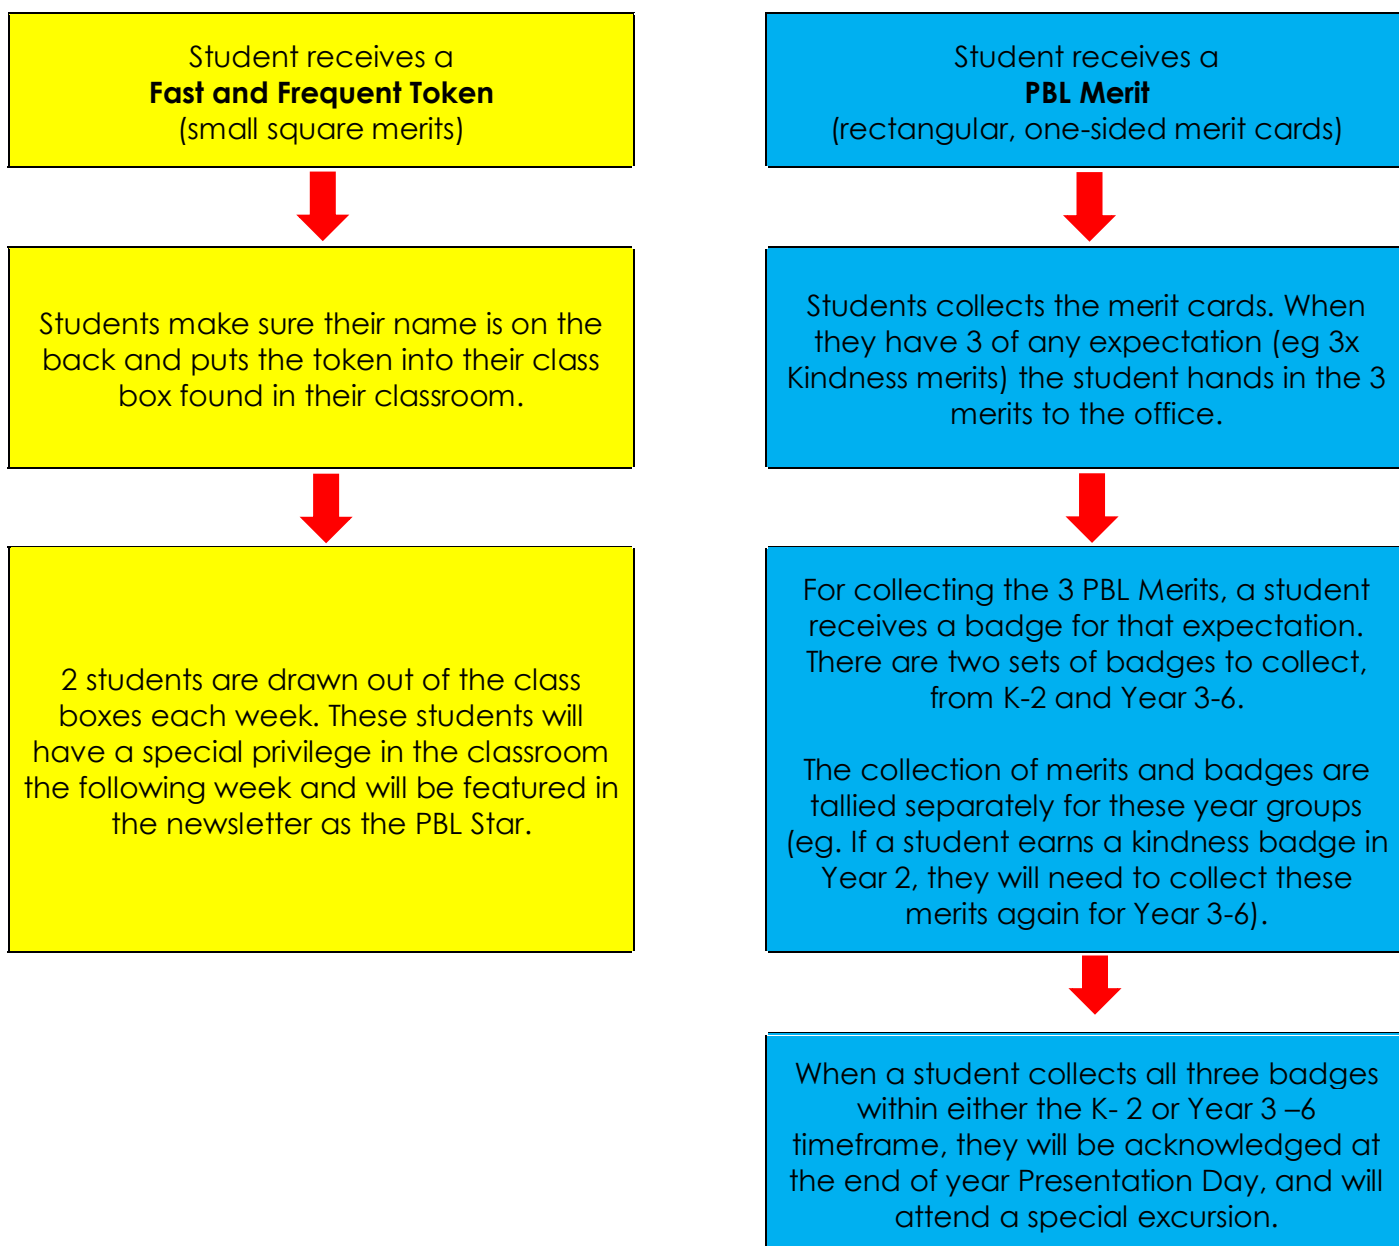 Student receives a
Fast and Frequent Token
(small square merits)
Students make sure their name is on the
back and puts the token into their class
box found in their classroom.
2 students are drawn out of the class
boxes each week. These students will
have a special privilege in the classroom
the following week and will be featured in
the newsletter as the PBL Star.
Student receives a
PBL Merit
(rectangular, one-sided merit cards)
Students collects the merit cards. When
they have 3 of any expectation (eg 3x
Kindness merits) the student hands in the 3
merits to the office.
For collecting the 3 PBL Merits, a student
receives a badge for that expectation.
There are two sets of badges to collect,
from K-2 and Year 3-6.
The collection of merits and badges are
tallied separately for these year groups
(eg. If a student earns a kindness badge in
Year 2, they will need to collect these
merits again for Year 3-6).
When a student collects all three badges
within either the K- 2 or Year 3 –6
timeframe, they will be acknowledged at
the end of year Presentation Day, and will
attend a special excursion.